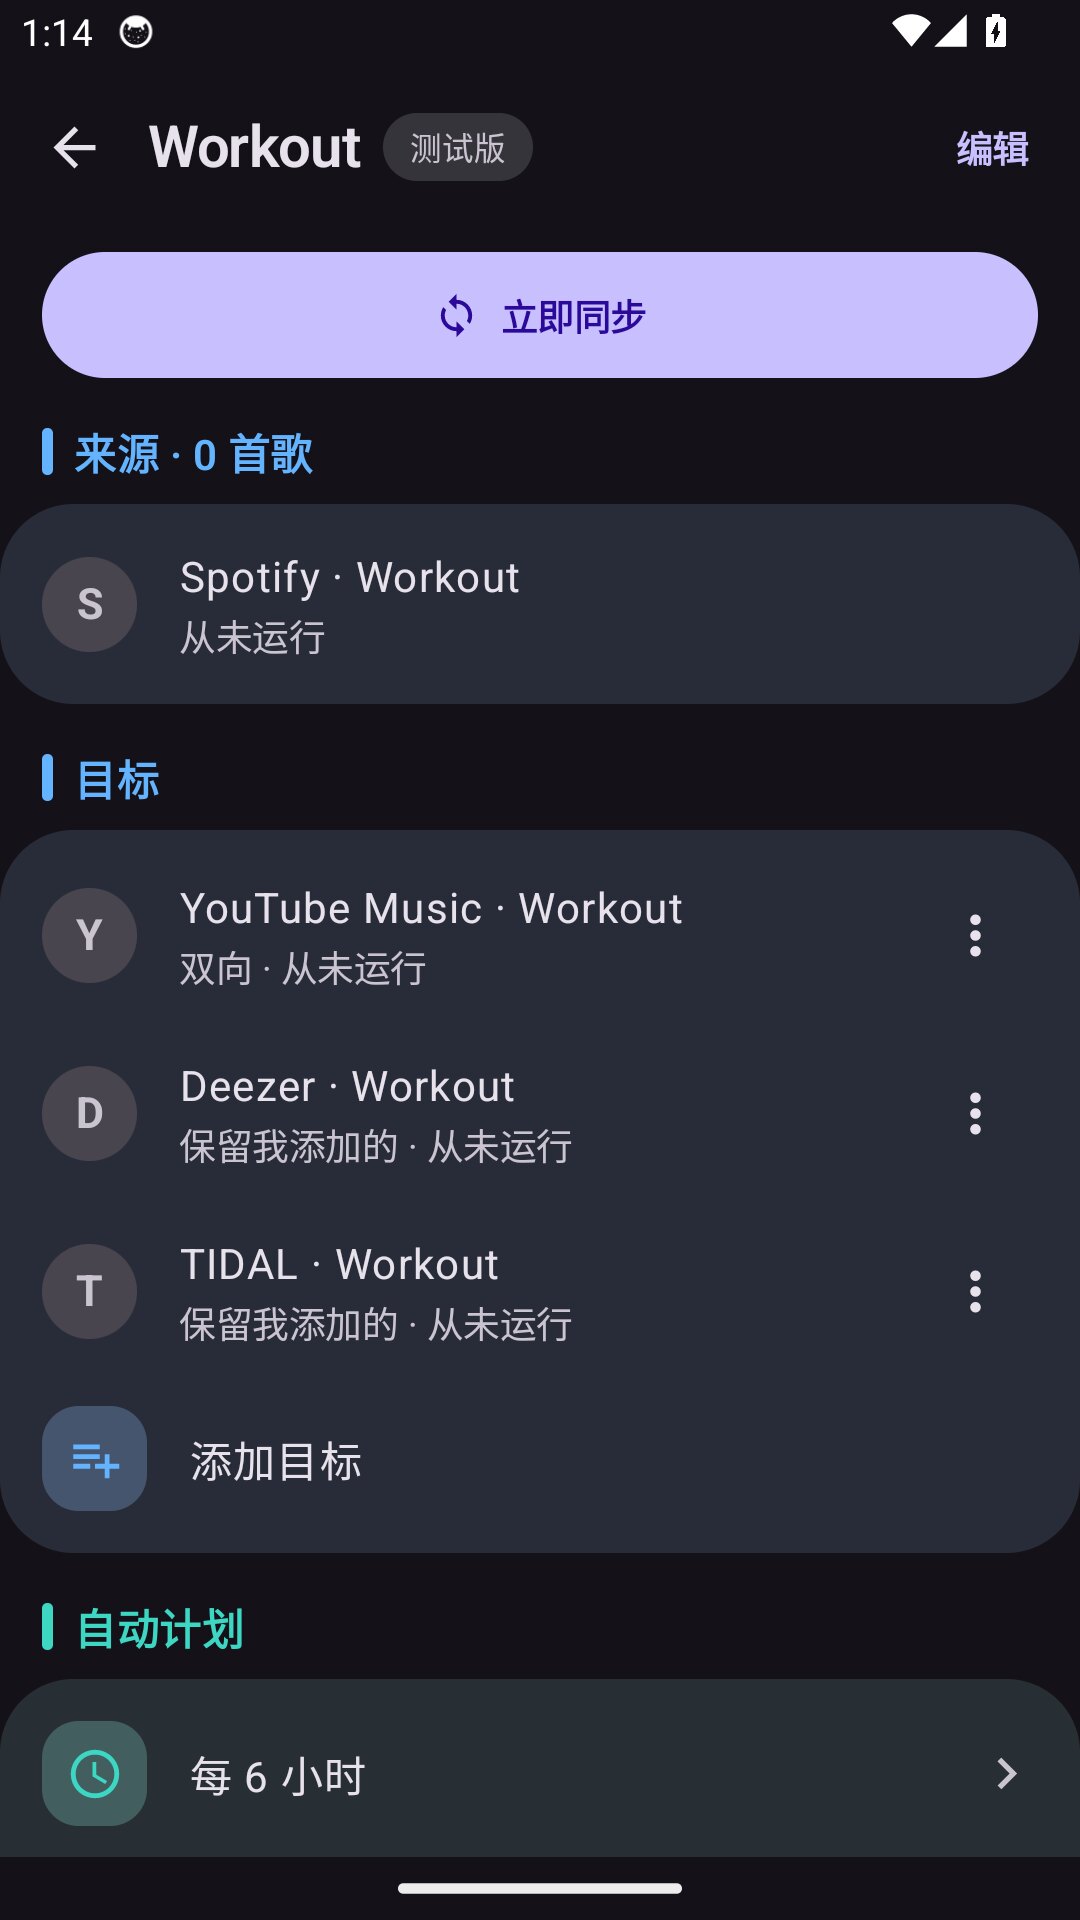 1:14
Workout 测试版 编辑
立即同步
来源 · 0 首歌
S
Spotify · Workout
从未运行
目标
Y
YouTube Music · Workout
双向 · 从未运行
D
Deezer · Workout
保留我添加的 · 从未运行
T
TIDAL · Workout
保留我添加的 · 从未运行
添加目标
自动计划
每 6 小时